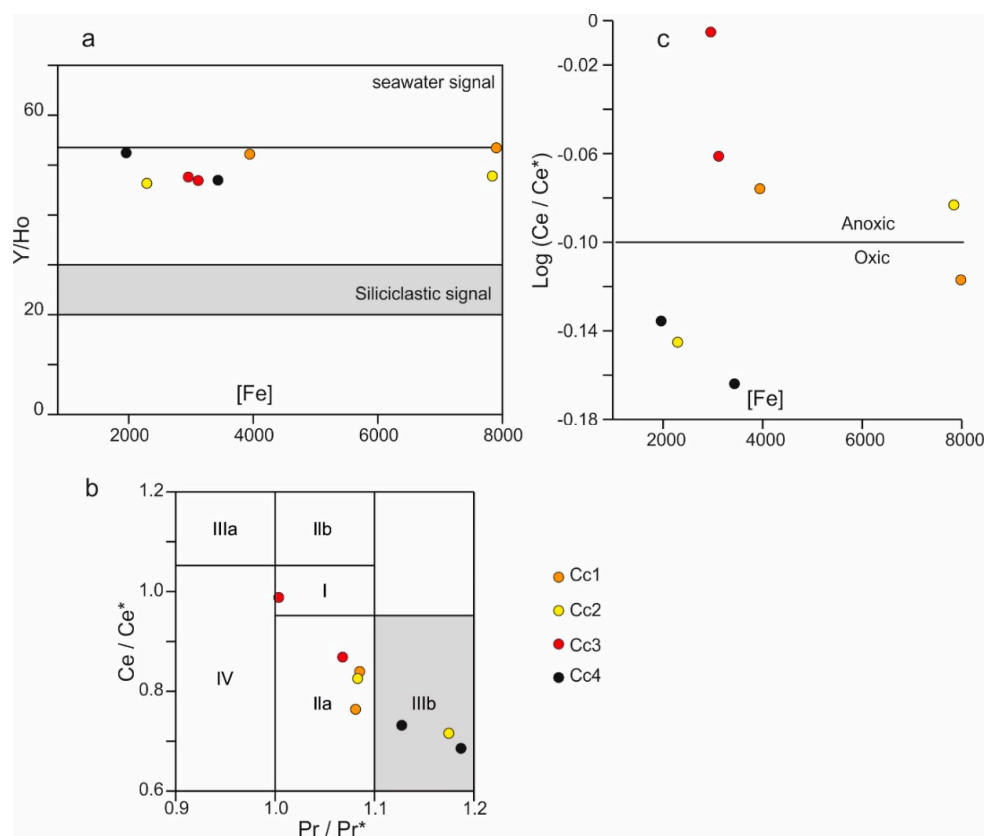 a
seawater signal
60
Y/Ho
40
Siliciclastic signal
20
[Fe]
0
2000 4000 6000 8000
c
0
-0.02
-0.06
Log (Ce / Ce*)
Anoxic
-0.10
Oxic
-0.14
[Fe]
-0.18
2000 4000 6000 8000
b
1.2
IIIa IIb
1.0
I
Ce / Ce*
IV
0.8
IIa IIIb
0.6
0.9 1.0 1.1 1.2
Pr / Pr*
Cc1
Cc2
Cc3
Cc4